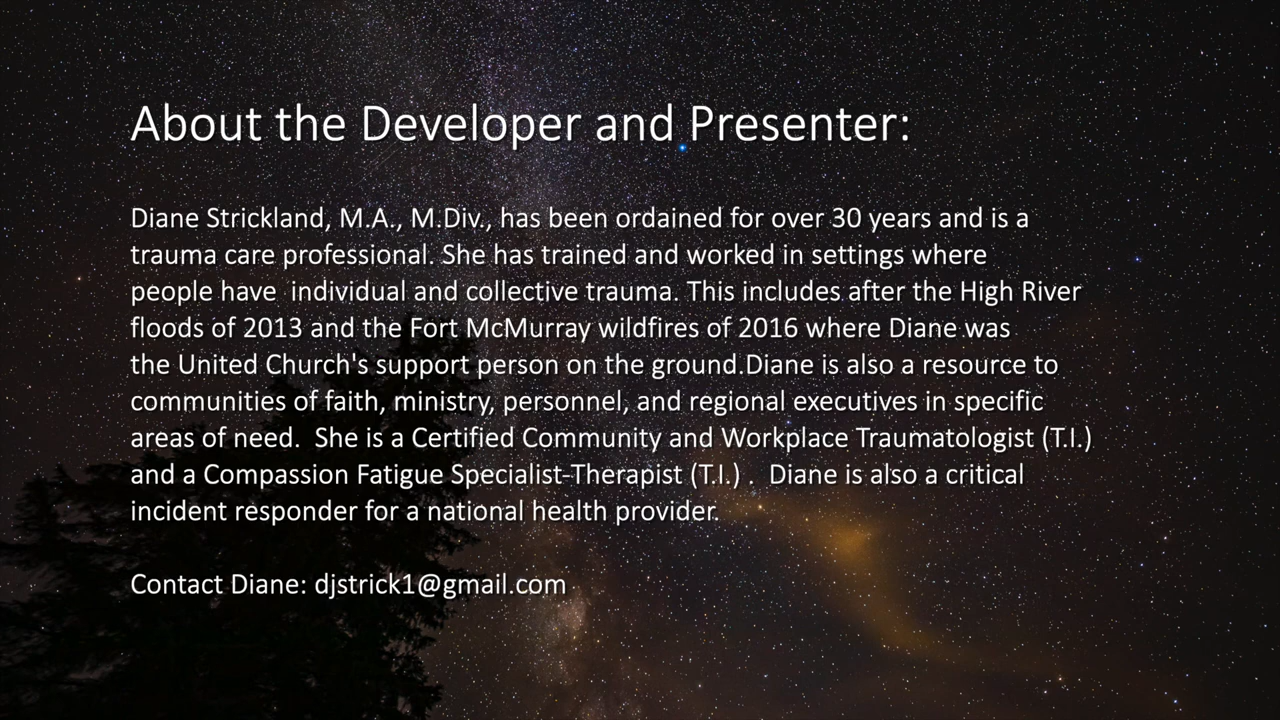 About the Developer and Presenter:
Diane Strickland, M.A., M.Div., has been ordained for over 30 years and is a
trauma care professional. She has trained and worked in settings where
people have  individual and collective trauma. This includes after the High River
floods of 2013 and the Fort McMurray wildfires of 2016 where Diane was
the United Church's support person on the ground.Diane is also a resource to
communities of faith, ministry, personnel, and regional executives in specific
areas of need.  She is a Certified Community and Workplace Traumatologist (T.I.)
and a Compassion Fatigue Specialist-Therapist (T.I.) .  Diane is also a critical
incident responder for a national health provider.
Contact Diane: djstrick1@gmail.com